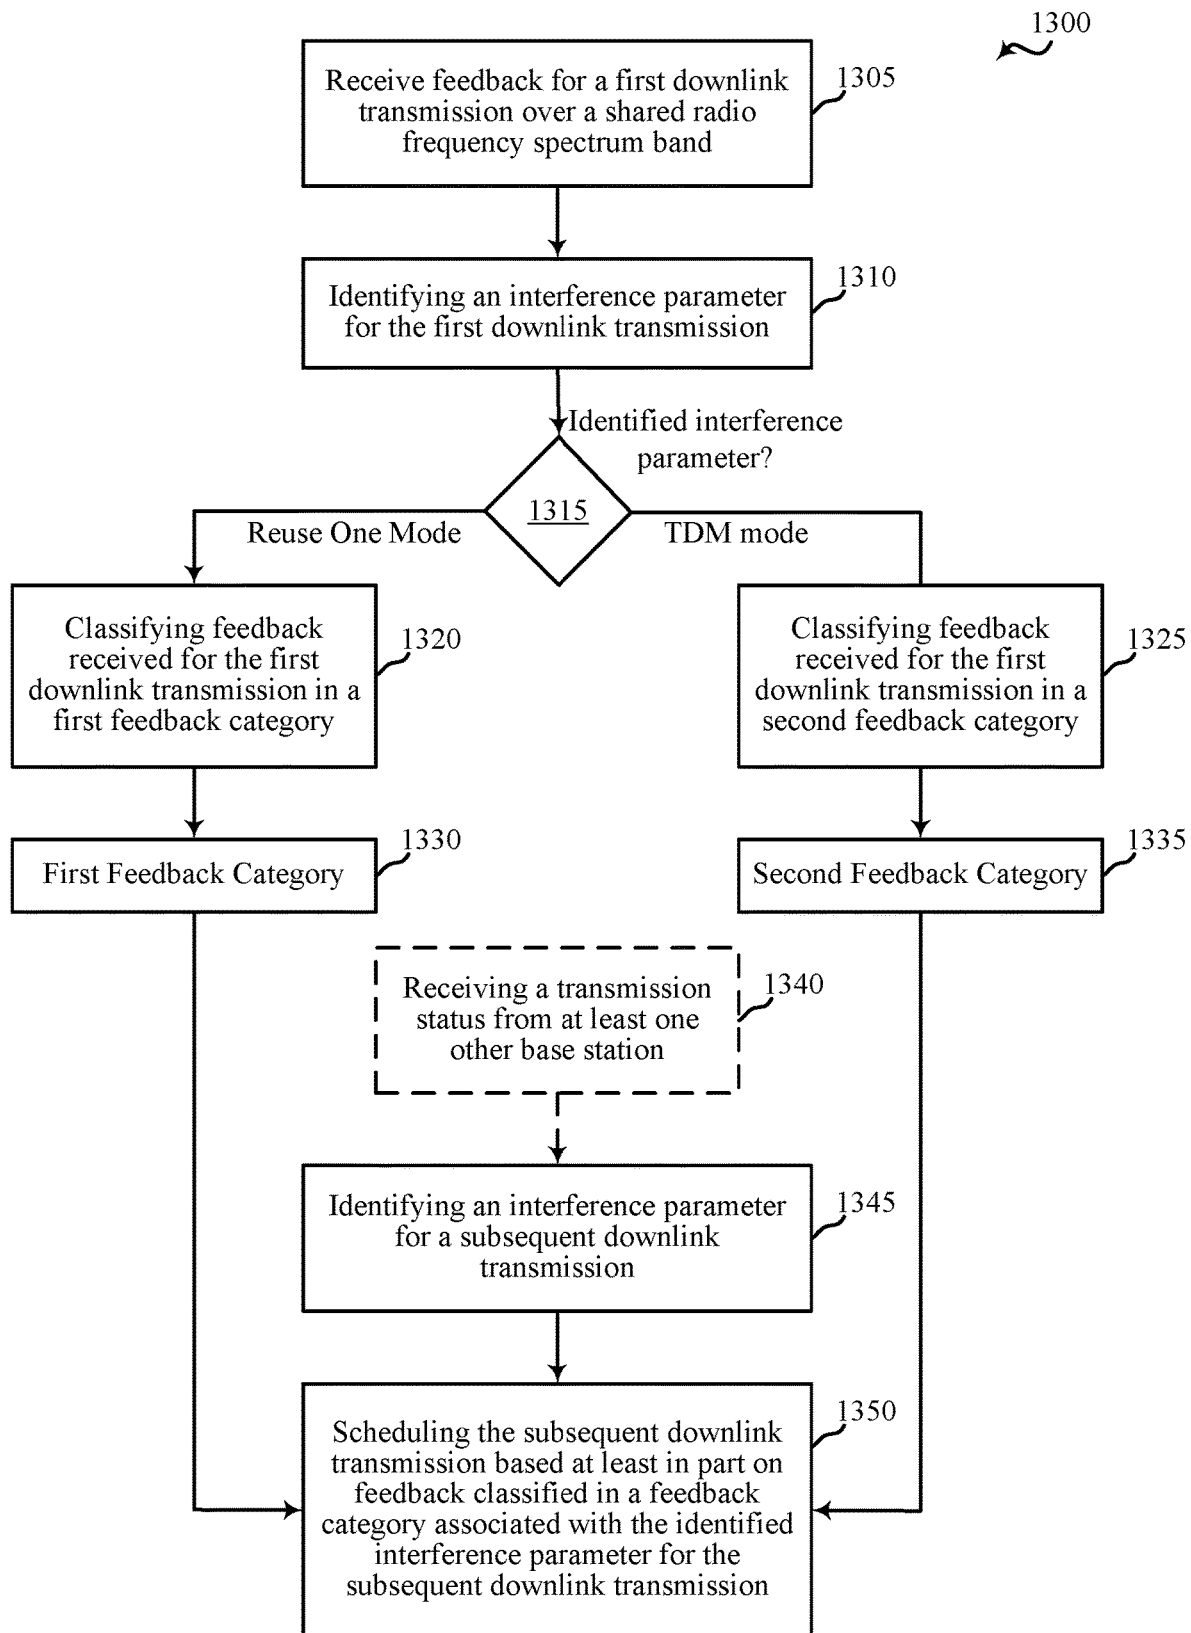 1300
Receive feedback for a first downlink
transmission over a shared radio
frequency spectrum band
1305
Identifying an interference parameter
for the first downlink transmission
1310
Identified interference
parameter?
1315
Reuse One Mode
TDM mode
Classifying feedback
received for the first
downlink transmission in a
first feedback category
1320
Classifying feedback
received for the first
downlink transmission in a
second feedback category
1325
First Feedback Category
1330
Second Feedback Category
1335
Receiving a transmission
status from at least one
other base station
1340
Identifying an interference parameter
for a subsequent downlink
transmission
1345
Scheduling the subsequent downlink
transmission based at least in part on
feedback classified in a feedback
category associated with the identified
interference parameter for the
subsequent downlink transmission
1350